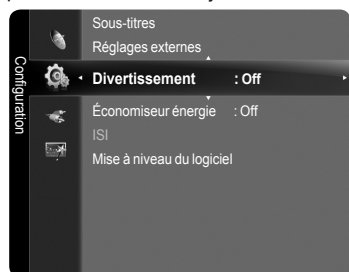 Configuration
Sous-titres
Réglages externes
Divertissement : Off
Économiseur énergie : Off
ISI
Mise à niveau du logiciel